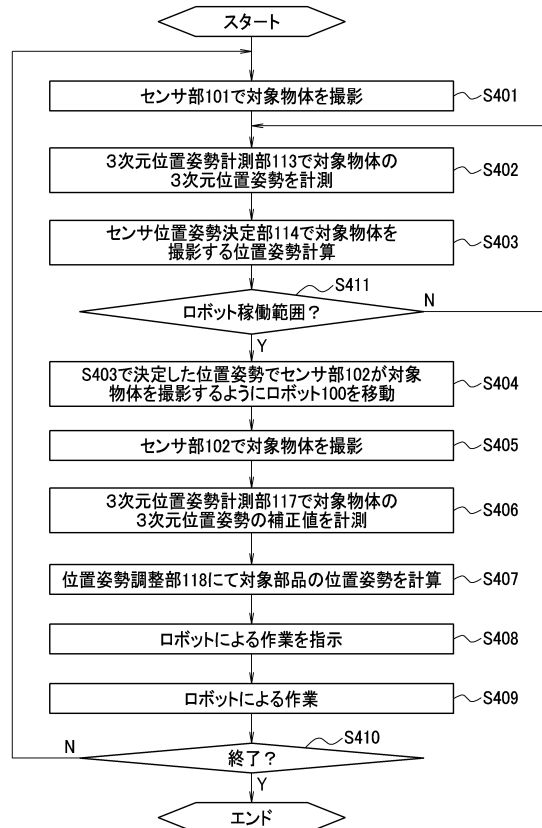 スタート
センサ部101で対象物体を撮影
S401
3次元位置姿勢計測部113で対象物体の
3次元位置姿勢を計測
S402
センサ位置姿勢決定部114で対象物体を
撮影する位置姿勢計算
S403
S411
ロボット稼働範囲?
N
Y
S403で決定した位置姿勢でセンサ部102が対象
物体を撮影するようにロボット100を移動
S404
センサ部102で対象物体を撮影
S405
3次元位置姿勢計測部117で対象物体の
3次元位置姿勢の補正値を計測
S406
位置姿勢調整部118にて対象部品の位置姿勢を計算
S407
ロボットによる作業を指示
S408
ロボットによる作業
S409
S410
N
終了?
Y
エンド